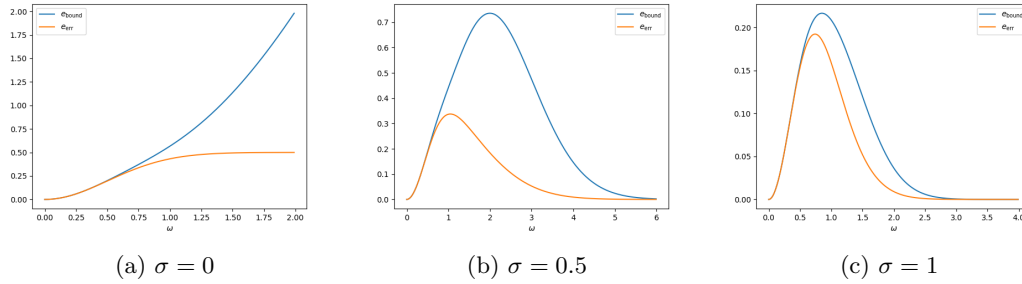 2.00
1.75
1.50
1.25
1.00
0.75
0.50
0.25
0.00
e_bound
e_err
0.00 0.25 0.50 0.75 1.00 1.25 1.50 1.75 2.00
ω
(a) σ = 0
0.7
0.6
0.5
0.4
0.3
0.2
0.1
0.0
e_bound
e_err
0 1 2 3 4 5 6
ω
(b) σ = 0.5
0.20
0.15
0.10
0.05
0.00
e_bound
e_err
0.0 0.5 1.0 1.5 2.0 2.5 3.0 3.5 4.0
ω
(c) σ = 1